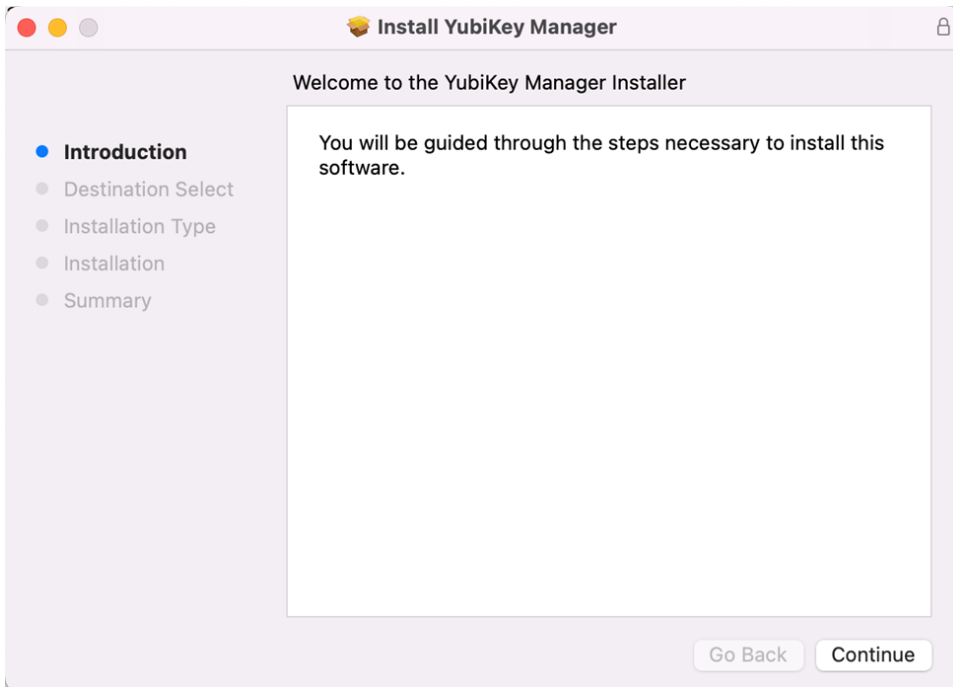 Install YubiKey Manager
Welcome to the YubiKey Manager Installer
Introduction
Destination Select
Installation Type
Installation
Summary
You will be guided through the steps necessary to install this
software.
Go Back
Continue